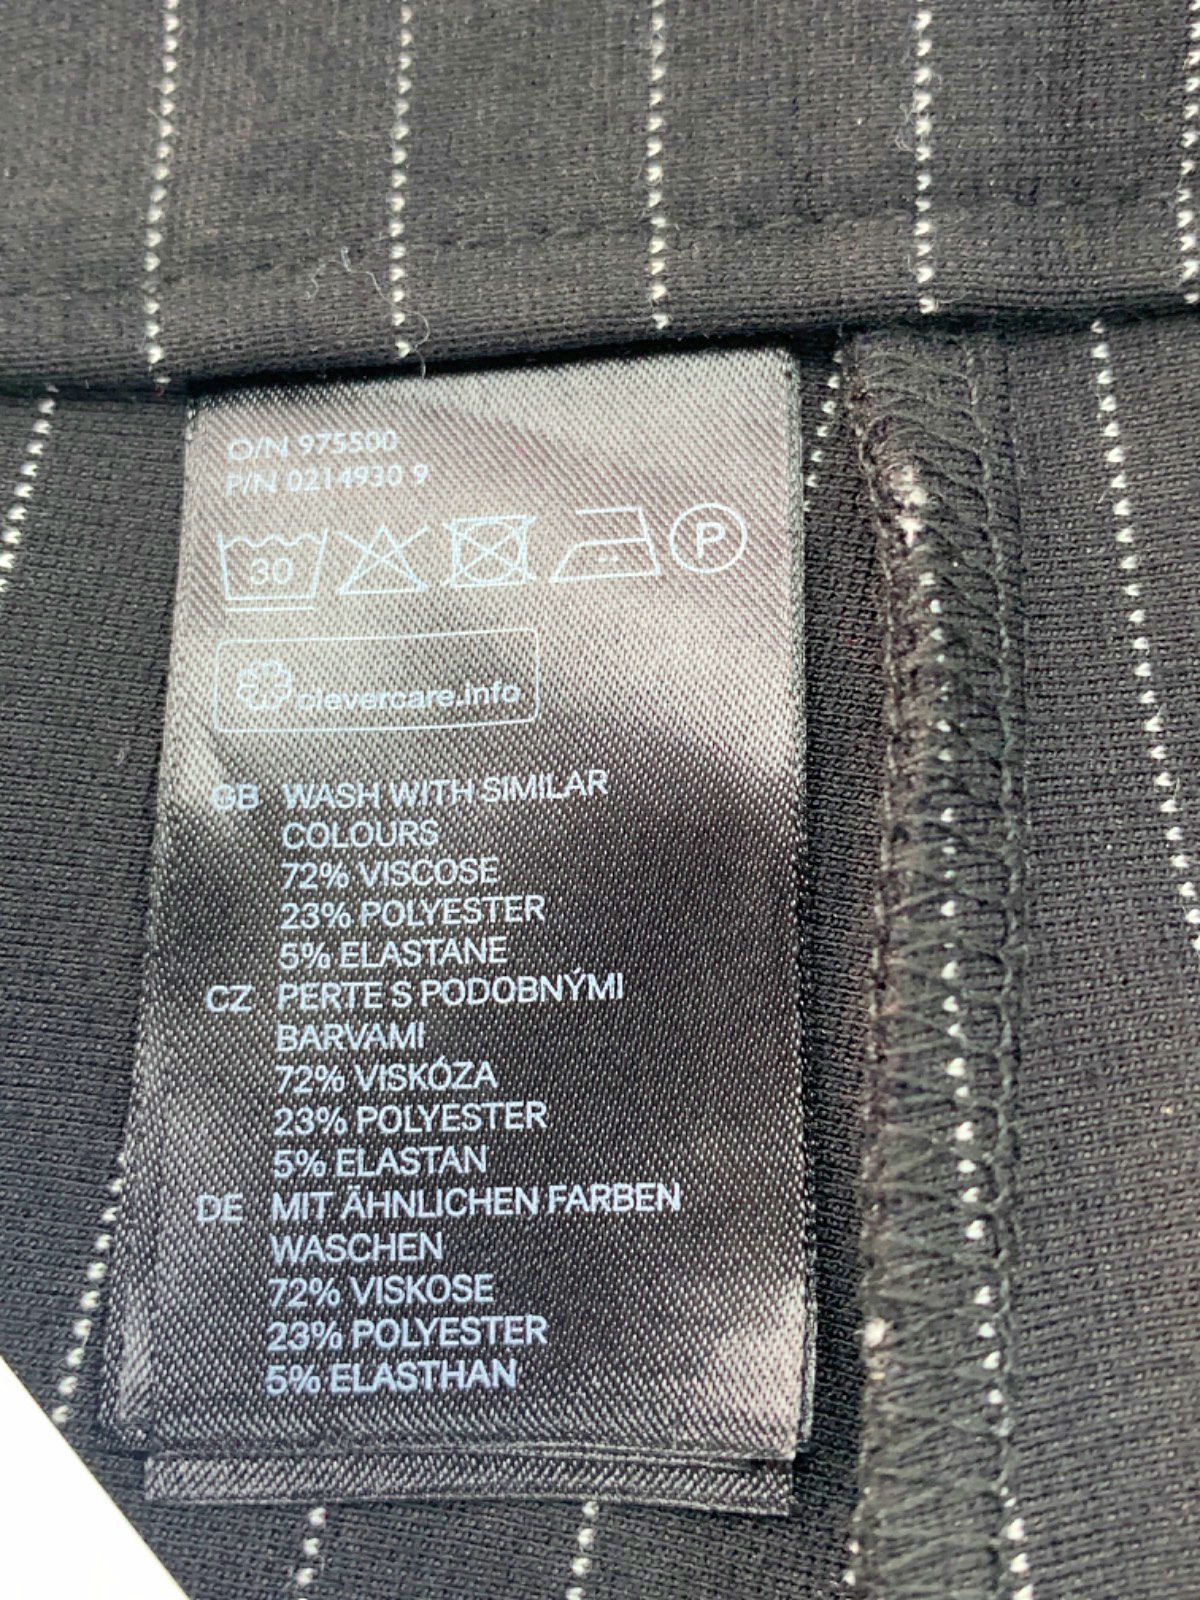 O/N 975500
P/N 0214930 9
30 P
clevercare.info
GB WASH WITH SIMILAR
COLOURS
72% VISCOSE
23% POLYESTER
5% ELASTANE
CZ PERTE S PODOBNÝMI
BARVAMI
72% VISKÓZA
23% POLYESTER
5% ELASTAN
DE MIT ÄHNLICHEN FARBEN
WASCHEN
72% VISKOSE
23% POLYESTER
5% ELASTHAN